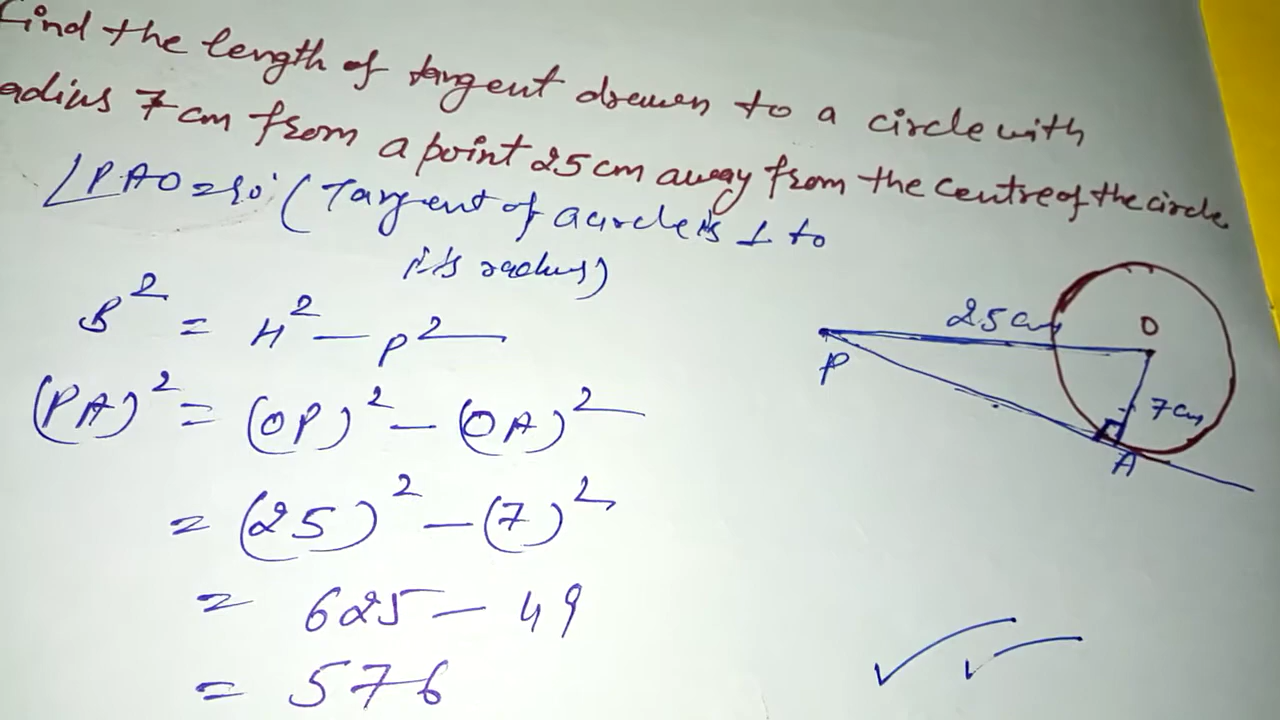 find the length of tangent drawn to a circle with
radius 7 cm from a point 25 cm away from the centre of the circle
∠PAO = 90° (Tangent of a circle is ⊥ to
its radius)
B² = H² - P²
(PA)² = (OP)² - (OA)²
= (25)² - (7)²
= 625 - 49
= 576
25 cm
O
P
7 cm
A